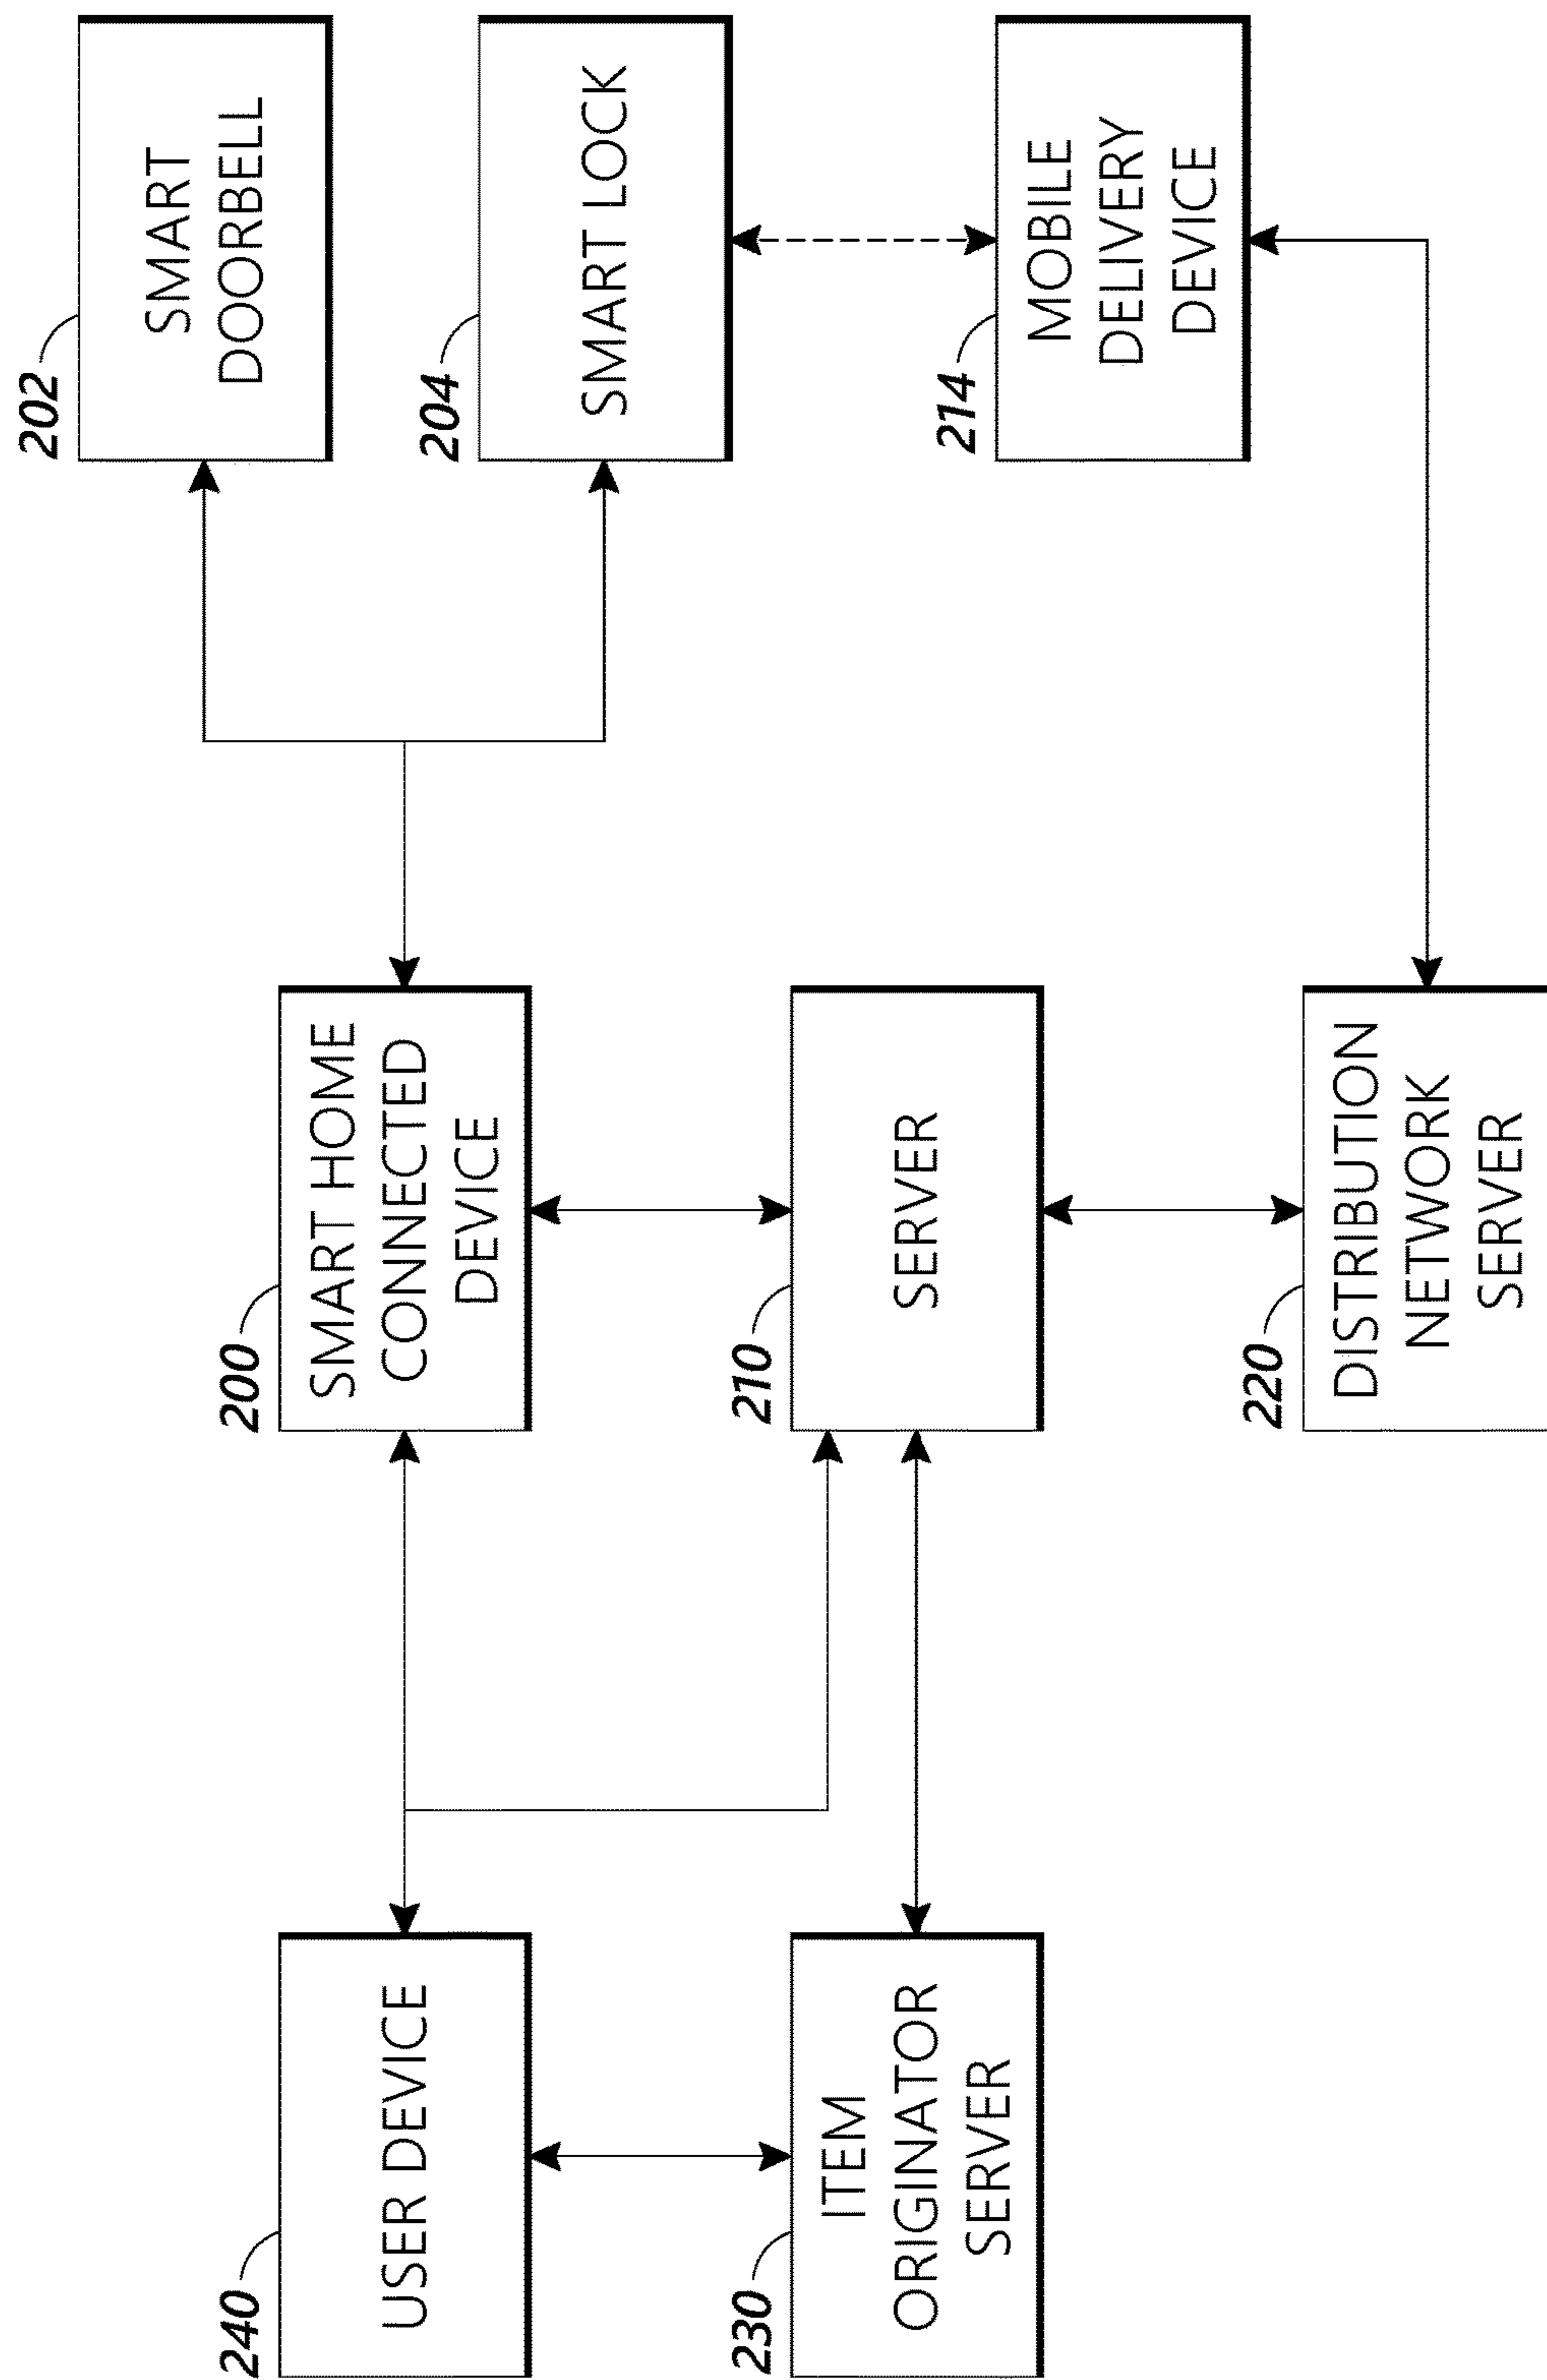 202
SMART
DOORBELL
240
USER DEVICE
200
SMART HOME
CONNECTED
DEVICE
204
SMART LOCK
230
ITEM
ORIGINATOR
SERVER
210
SERVER
214
MOBILE
DELIVERY
DEVICE
220
DISTRIBUTION
NETWORK
SERVER